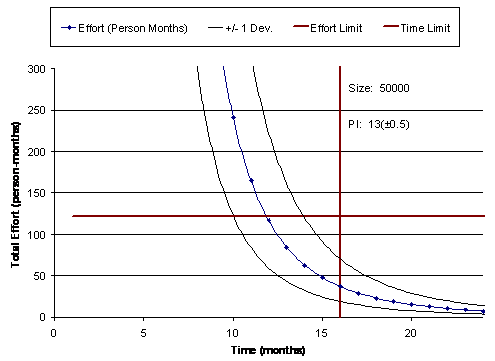 Effort (Person Months) +/- 1 Dev. Effort Limit Time Limit
300
250
200
150
100
50
0
Total Effort (person-months)
Size: 50000
PI: 13(±0.5)
0 5 10 15 20
Time (months)